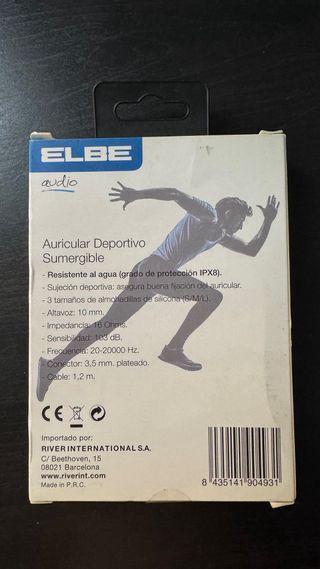 ELBE
audio
Auricular Deportivo
Sumergible
- Resistente al agua (grado de protección IPX8).
- Sujeción deportiva: asegura buena fijación del auricular.
- 3 tamaños de almohadillas de silicona (S/M/L).
- Altavoz: 10 mm.
- Impedancia: 16 Ohms.
- Sensibilidad: 103 dB.
- Frecuencia: 20-20000 Hz.
- Conector: 3,5 mm. plateado.
- Cable: 1,2 m.
CE
Importado por:
RIVER INTERNATIONAL S.A.
C/ Beethoven, 15
08021 Barcelona
www.riverint.com
Made in P.R.C.
8 435141 904931